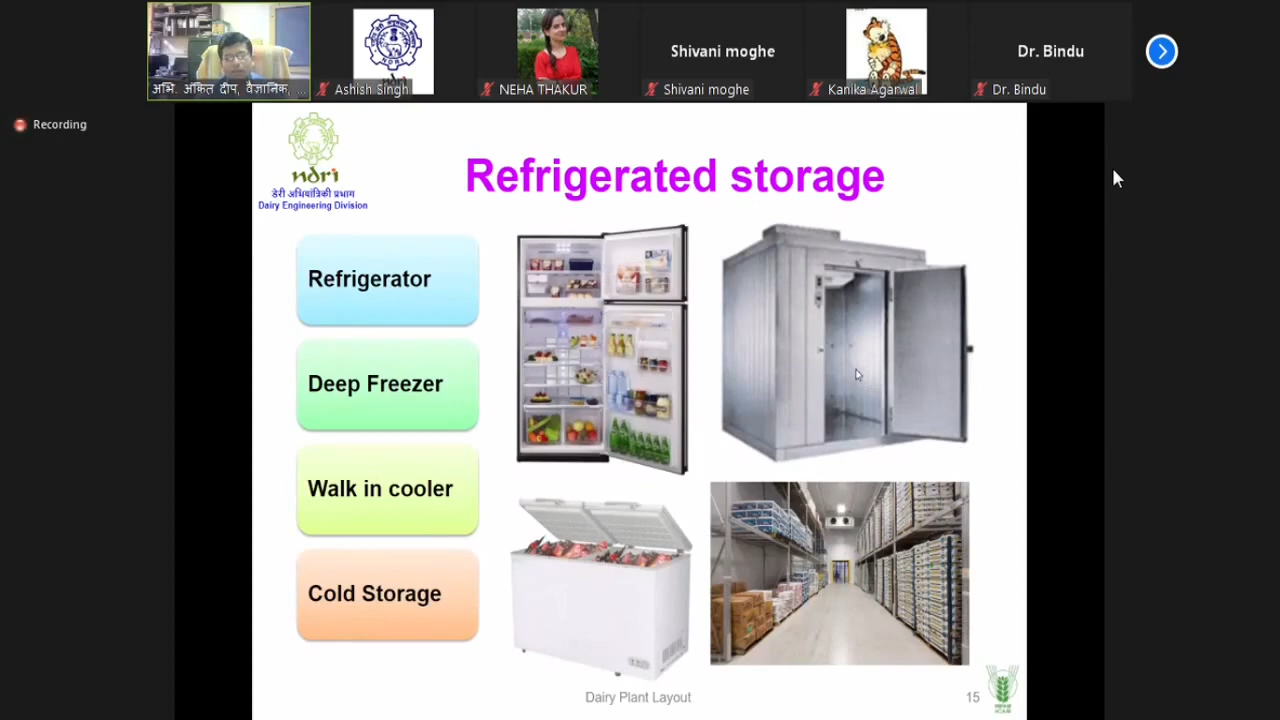 अभि. अंकित दीप, वैज्ञानिक, ...
Ashish Singh
NEHA THAKUR
Shivani moghe
Shivani moghe
Kanika Agarwal
Dr. Bindu
Dr. Bindu
Recording
ndri
डेरी अभियांत्रिकी प्रभाग
Dairy Engineering Division
Refrigerated storage
Refrigerator
Deep Freezer
Walk in cooler
Cold Storage
Dairy Plant Layout
15